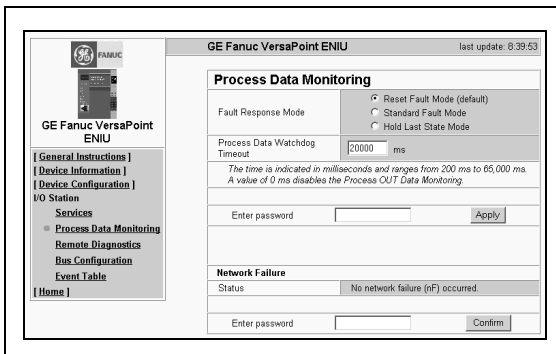 GE Fanuc VersaPoint ENIU
last update: 8:39:53
GE FANUC
GE Fanuc VersaPoint
ENIU
[ General Instructions ]
[ Device Information ]
[ Device Configuration ]
I/O Station
Services
Process Data Monitoring
Remote Diagnostics
Bus Configuration
Event Table
[ Home ]
Process Data Monitoring
Fault Response Mode
Reset Fault Mode (default)
Standard Fault Mode
Hold Last State Mode
Process Data Watchdog
Timeout
20000 ms
The time is indicated in milliseconds and ranges from 200 ms to 65,000 ms.
A value of 0 ms disables the Process OUT Data Monitoring.
Enter password
Apply
Network Failure
Status
No network failure (nF) occurred.
Enter password
Confirm